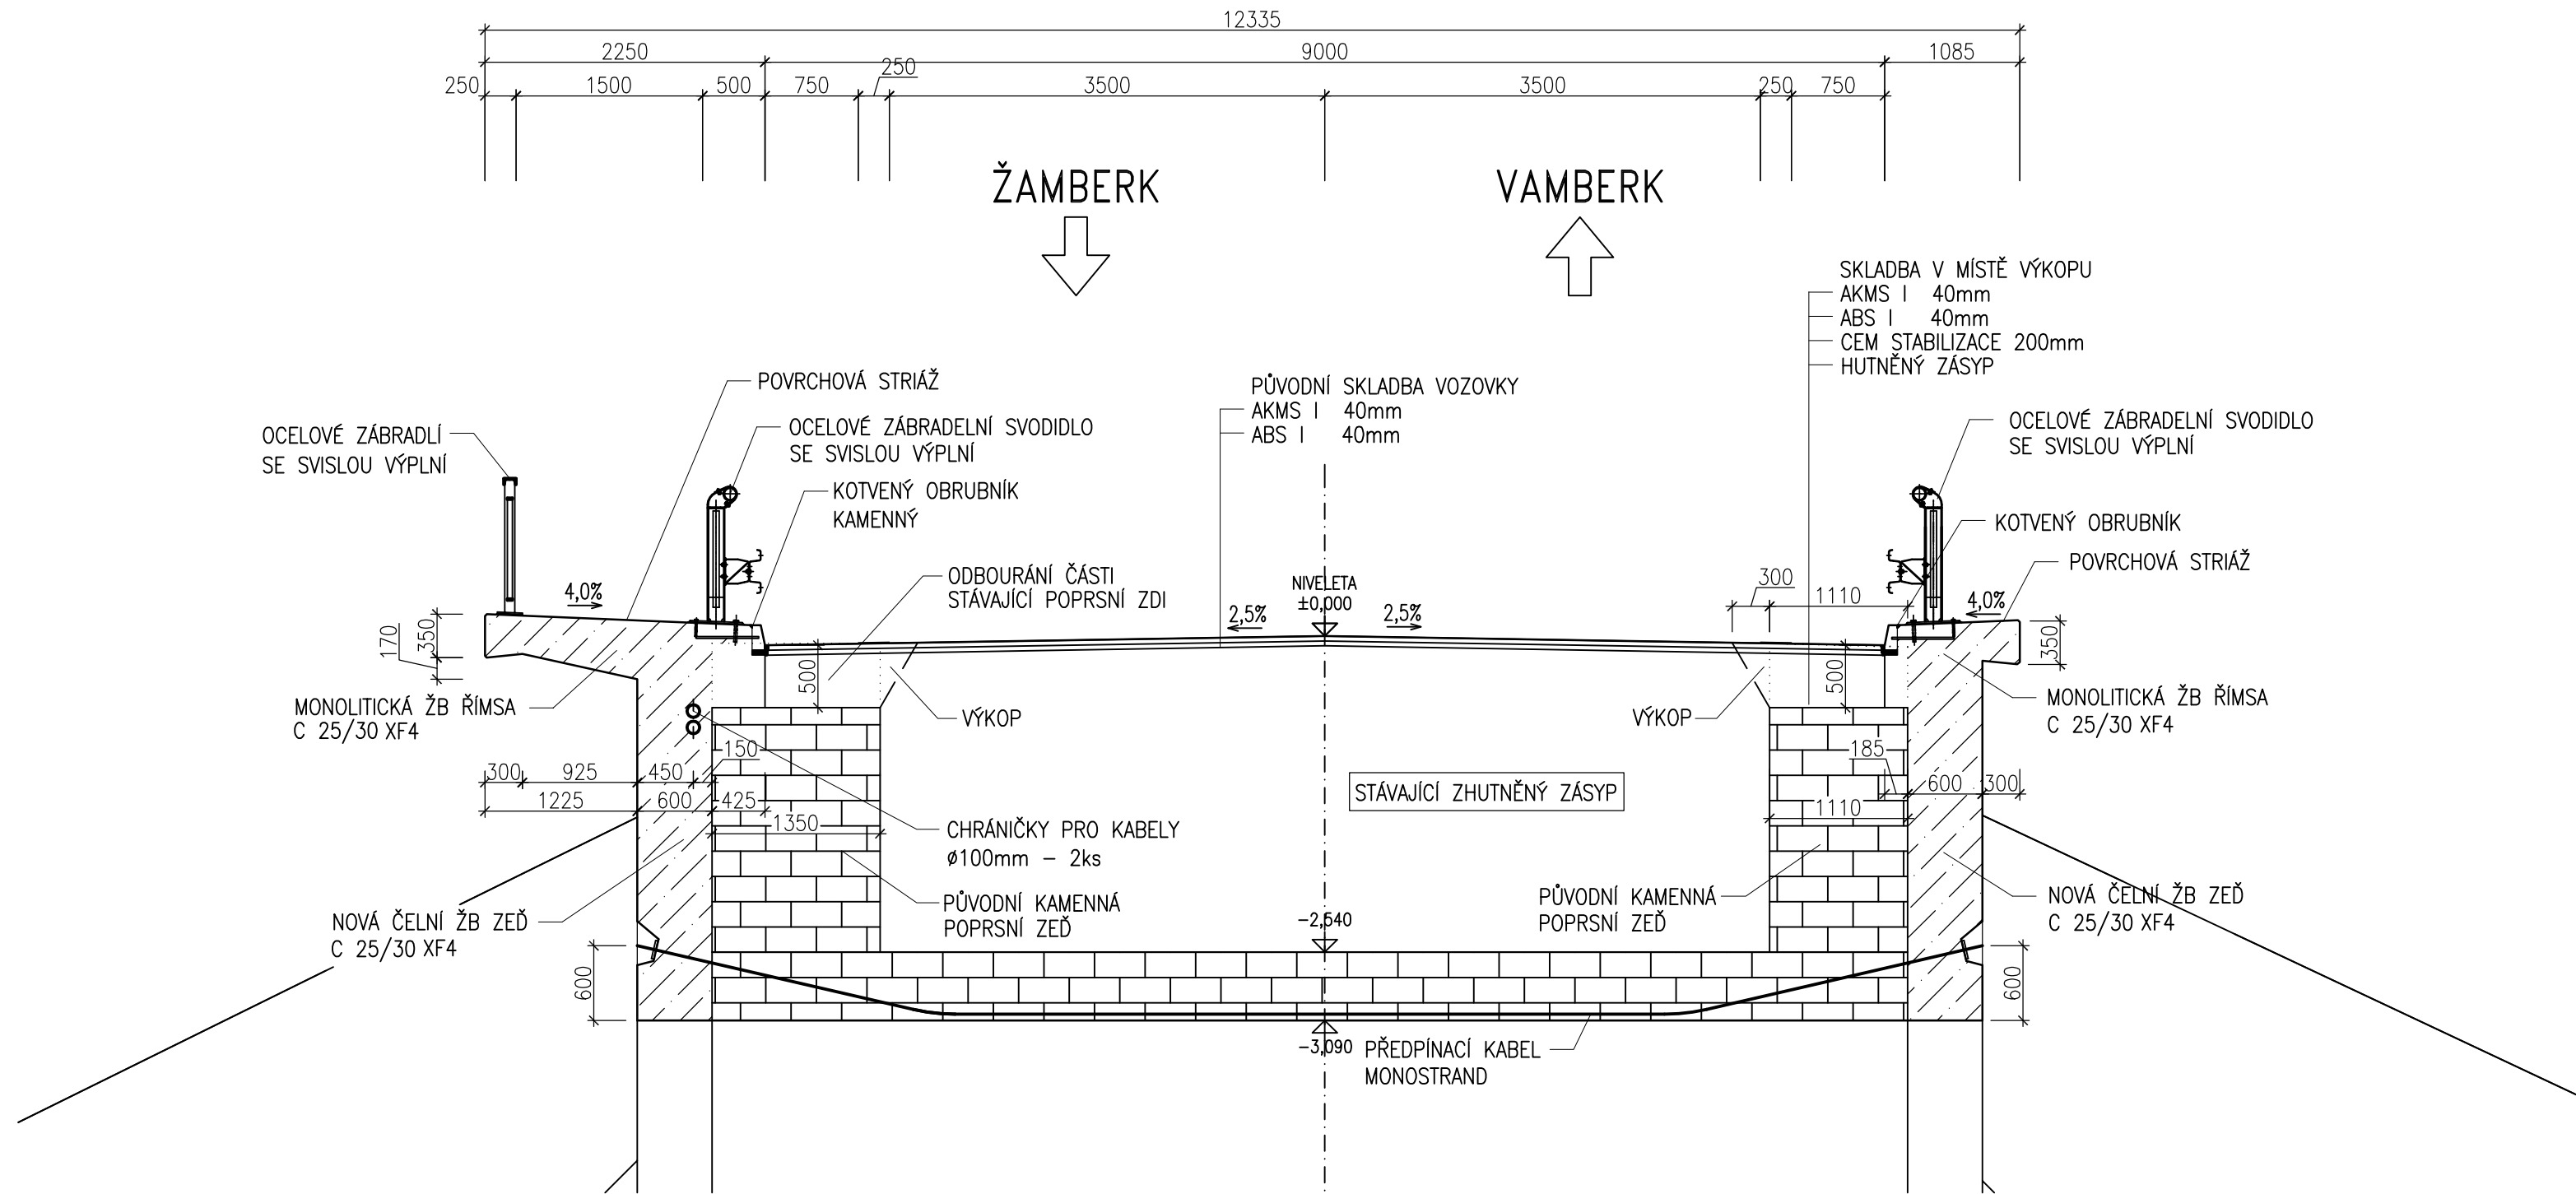 12335
2250
9000
1085
250
1500
500
750
250
3500
3500
250
750
ŽAMBERK
VAMBERK
SKLADBA V MÍSTĚ VÝKOPU
AKMS I 40mm
ABS I 40mm
CEM STABILIZACE 200mm
HUTNĚNÝ ZÁSYP
POVRCHOVÁ STRIÁŽ
PŮVODNÍ SKLADBA VOZOVKY
AKMS I 40mm
ABS I 40mm
OCELOVÉ ZÁBRADLÍ
SE SVISLOU VÝPLNÍ
OCELOVÉ ZÁBRADELNÍ SVODIDLO
SE SVISLOU VÝPLNÍ
OCELOVÉ ZÁBRADELNÍ SVODIDLO
SE SVISLOU VÝPLNÍ
KOTVENÝ OBRUBNÍK
KAMENNÝ
KOTVENÝ OBRUBNÍK
POVRCHOVÁ STRIÁŽ
ODBOURÁNÍ ČÁSTI
STÁVAJÍCÍ POPRSNÍ ZDI
NIVELETA
±0,000
4,0%
2,5%
2,5%
300
1110
4,0%
170
350
500
500
350
MONOLITICKÁ ŽB ŘÍMSA
C 25/30 XF4
VÝKOP
VÝKOP
MONOLITICKÁ ŽB ŘÍMSA
C 25/30 XF4
300
925
450
150
1225
600
425
1350
185
600
300
1110
STÁVAJÍCÍ ZHUTNĚNÝ ZÁSYP
CHRÁNIČKY PRO KABELY
ø100mm – 2ks
PŮVODNÍ KAMENNÁ
POPRSNÍ ZEĎ
PŮVODNÍ KAMENNÁ
POPRSNÍ ZEĎ
NOVÁ ČELNÍ ŽB ZEĎ
C 25/30 XF4
NOVÁ ČELNÍ ŽB ZEĎ
C 25/30 XF4
–2,540
600
600
–3,090
PŘEDPÍNACÍ KABEL
MONOSTRAND